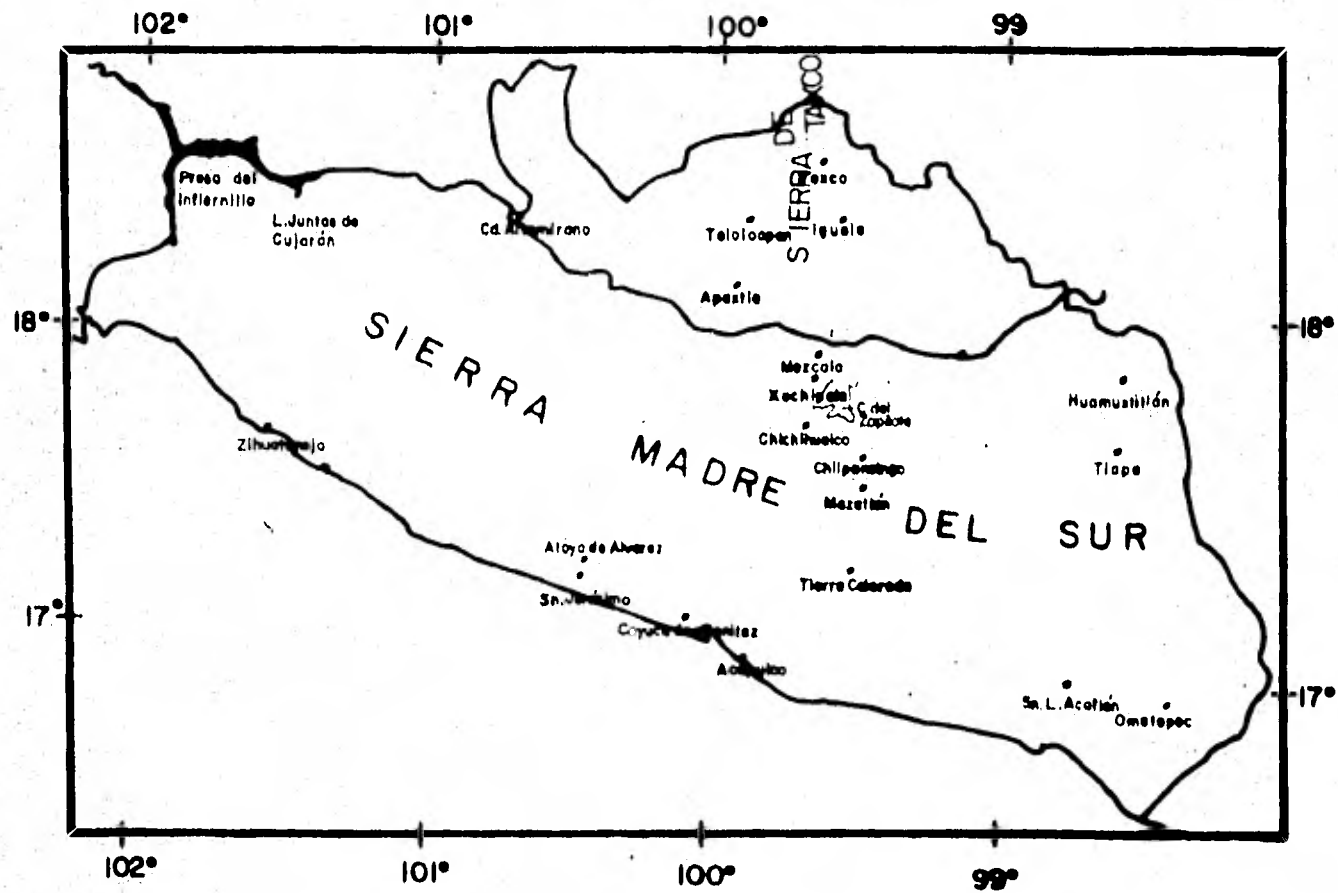 102° 101° 100° 99
SIERRA DE TAXCO
Presa del
Infiernillo
L. Juntas de
Cujarán
Cd. Altamirano
Teloloapan
Iguala
Apaxtla
18° 18°
SIERRA MADRE DEL SUR
Mezcala
Xochipala
C. del
Zopilote
Huamuxtitlán
Chichihualco
Zihuatanejo
Chilpancingo
Tlapa
Mazatlán
Atoyac de Alvarez
Tierra Colorada
Sn. Jerónimo
17° 17°
Coyuca de Benitez
Acapulco
Sn. L. Acatlán
Ometepec
102° 101° 100° 99°